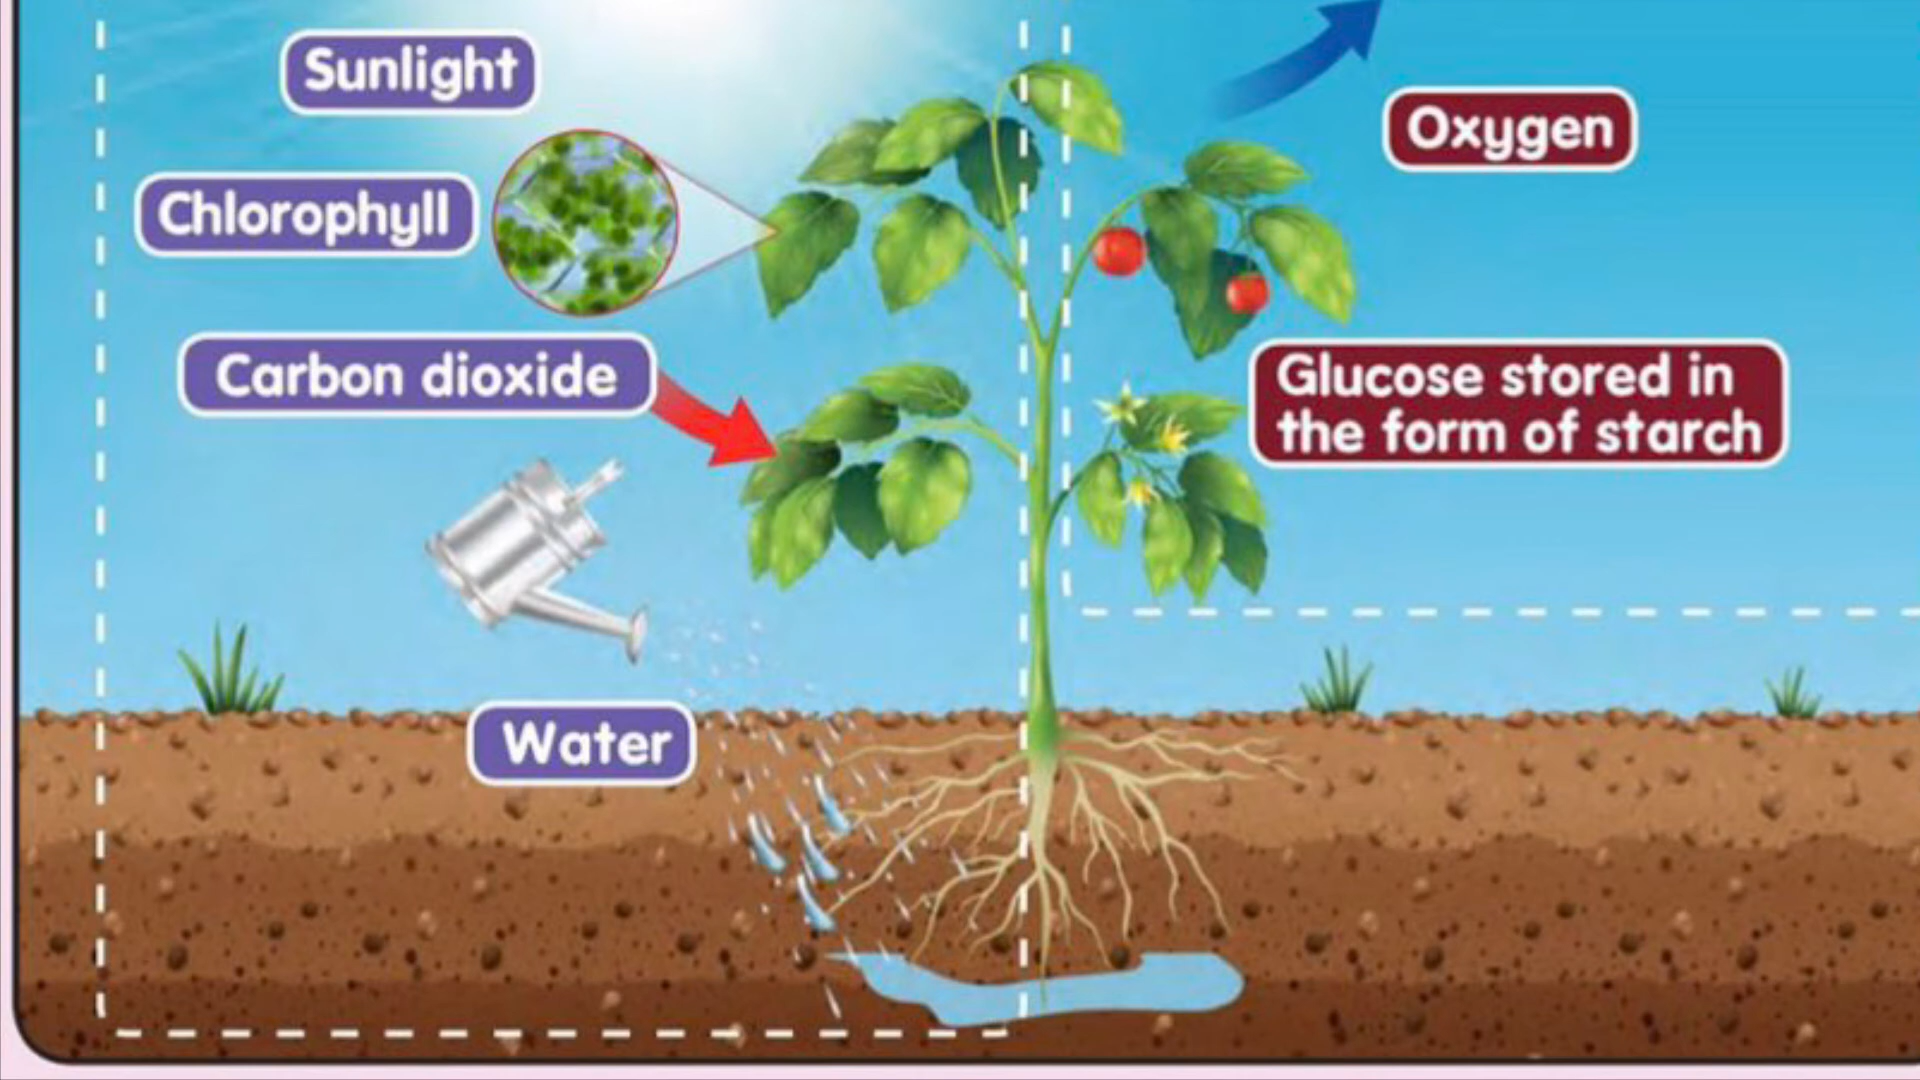 Sunlight
Chlorophyll
Carbon dioxide
Water
Oxygen
Glucose stored in
the form of starch